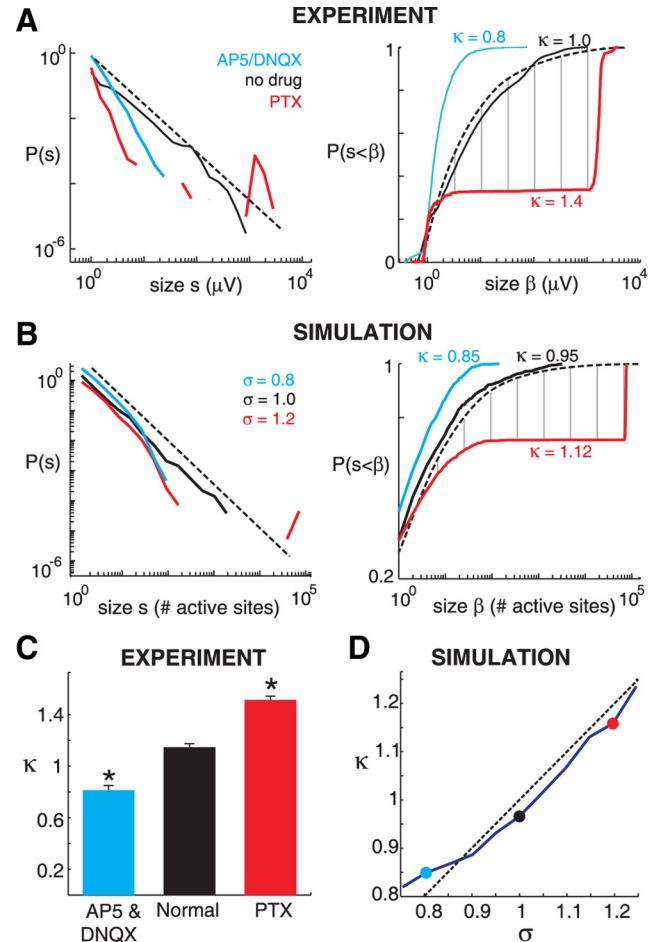 A
EXPERIMENT
10^0
P(s)
10^-6
10^0
10^4
size s (μV)
AP5/DNQX
no drug
PTX
κ = 0.8
κ = 1.0
κ = 1.4
1
P(s<β)
0
10^0
10^4
size β (μV)
B
SIMULATION
10^0
P(s)
10^-6
10^0
10^5
size s (# active sites)
σ = 0.8
σ = 1.0
σ = 1.2
κ = 0.85
κ = 0.95
κ = 1.12
1
P(s<β)
0.2
10^0
10^5
size β (# active sites)
C
EXPERIMENT
κ
1.4
1
0.6
0.2
*
*
AP5 &
DNQX
Normal
PTX
D
SIMULATION
κ
1.2
1.1
1
0.9
0.8
0.8
0.9
1
1.1
1.2
σ